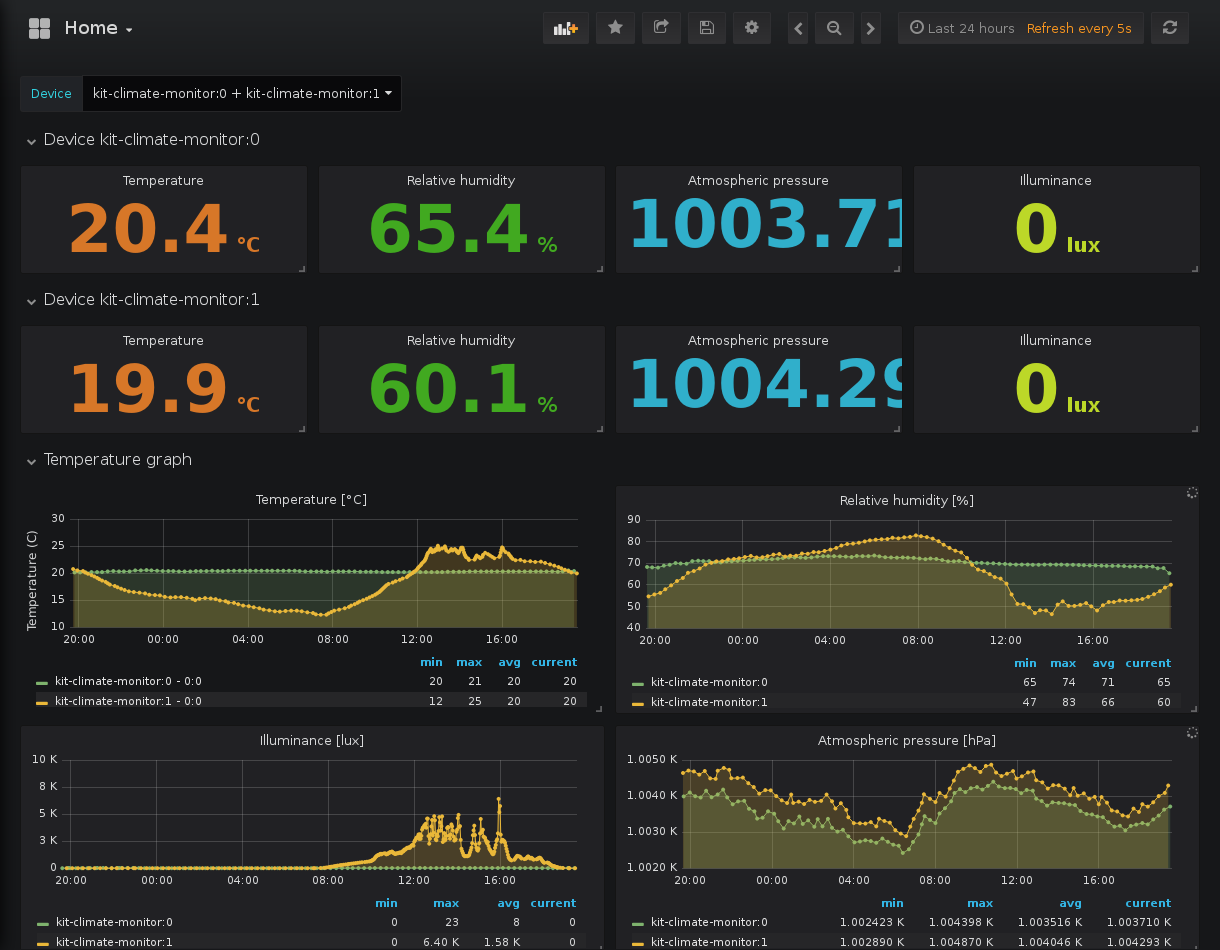 Home
Last 24 hours Refresh every 5s
Device kit-climate-monitor:0 + kit-climate-monitor:1
Device kit-climate-monitor:0
Temperature Relative humidity Atmospheric pressure Illuminance
20.4 °C 65.4 % 1003.71 0 lux
Device kit-climate-monitor:1
Temperature Relative humidity Atmospheric pressure Illuminance
19.9 °C 60.1 % 1004.29 0 lux
Temperature graph
Temperature [°C]
Temperature (C)
30
25
20
15
10
20:00 00:00 04:00 08:00 12:00 16:00
min max avg current
kit-climate-monitor:0 - 0:0 20 21 20 20
kit-climate-monitor:1 - 0:0 12 25 20 20
Relative humidity [%]
90
80
70
60
50
40
20:00 00:00 04:00 08:00 12:00 16:00
min max avg current
kit-climate-monitor:0 65 74 71 65
kit-climate-monitor:1 47 83 66 60
Illuminance [lux]
10 K
8 K
5 K
3 K
0
20:00 00:00 04:00 08:00 12:00 16:00
min max avg current
kit-climate-monitor:0 0 23 8 0
kit-climate-monitor:1 0 6.40 K 1.58 K 0
Atmospheric pressure [hPa]
1.0050 K
1.0040 K
1.0030 K
1.0020 K
20:00 00:00 04:00 08:00 12:00 16:00
min max avg current
kit-climate-monitor:0 1.002423 K 1.004398 K 1.003516 K 1.003710 K
kit-climate-monitor:1 1.002890 K 1.004870 K 1.004046 K 1.004293 K